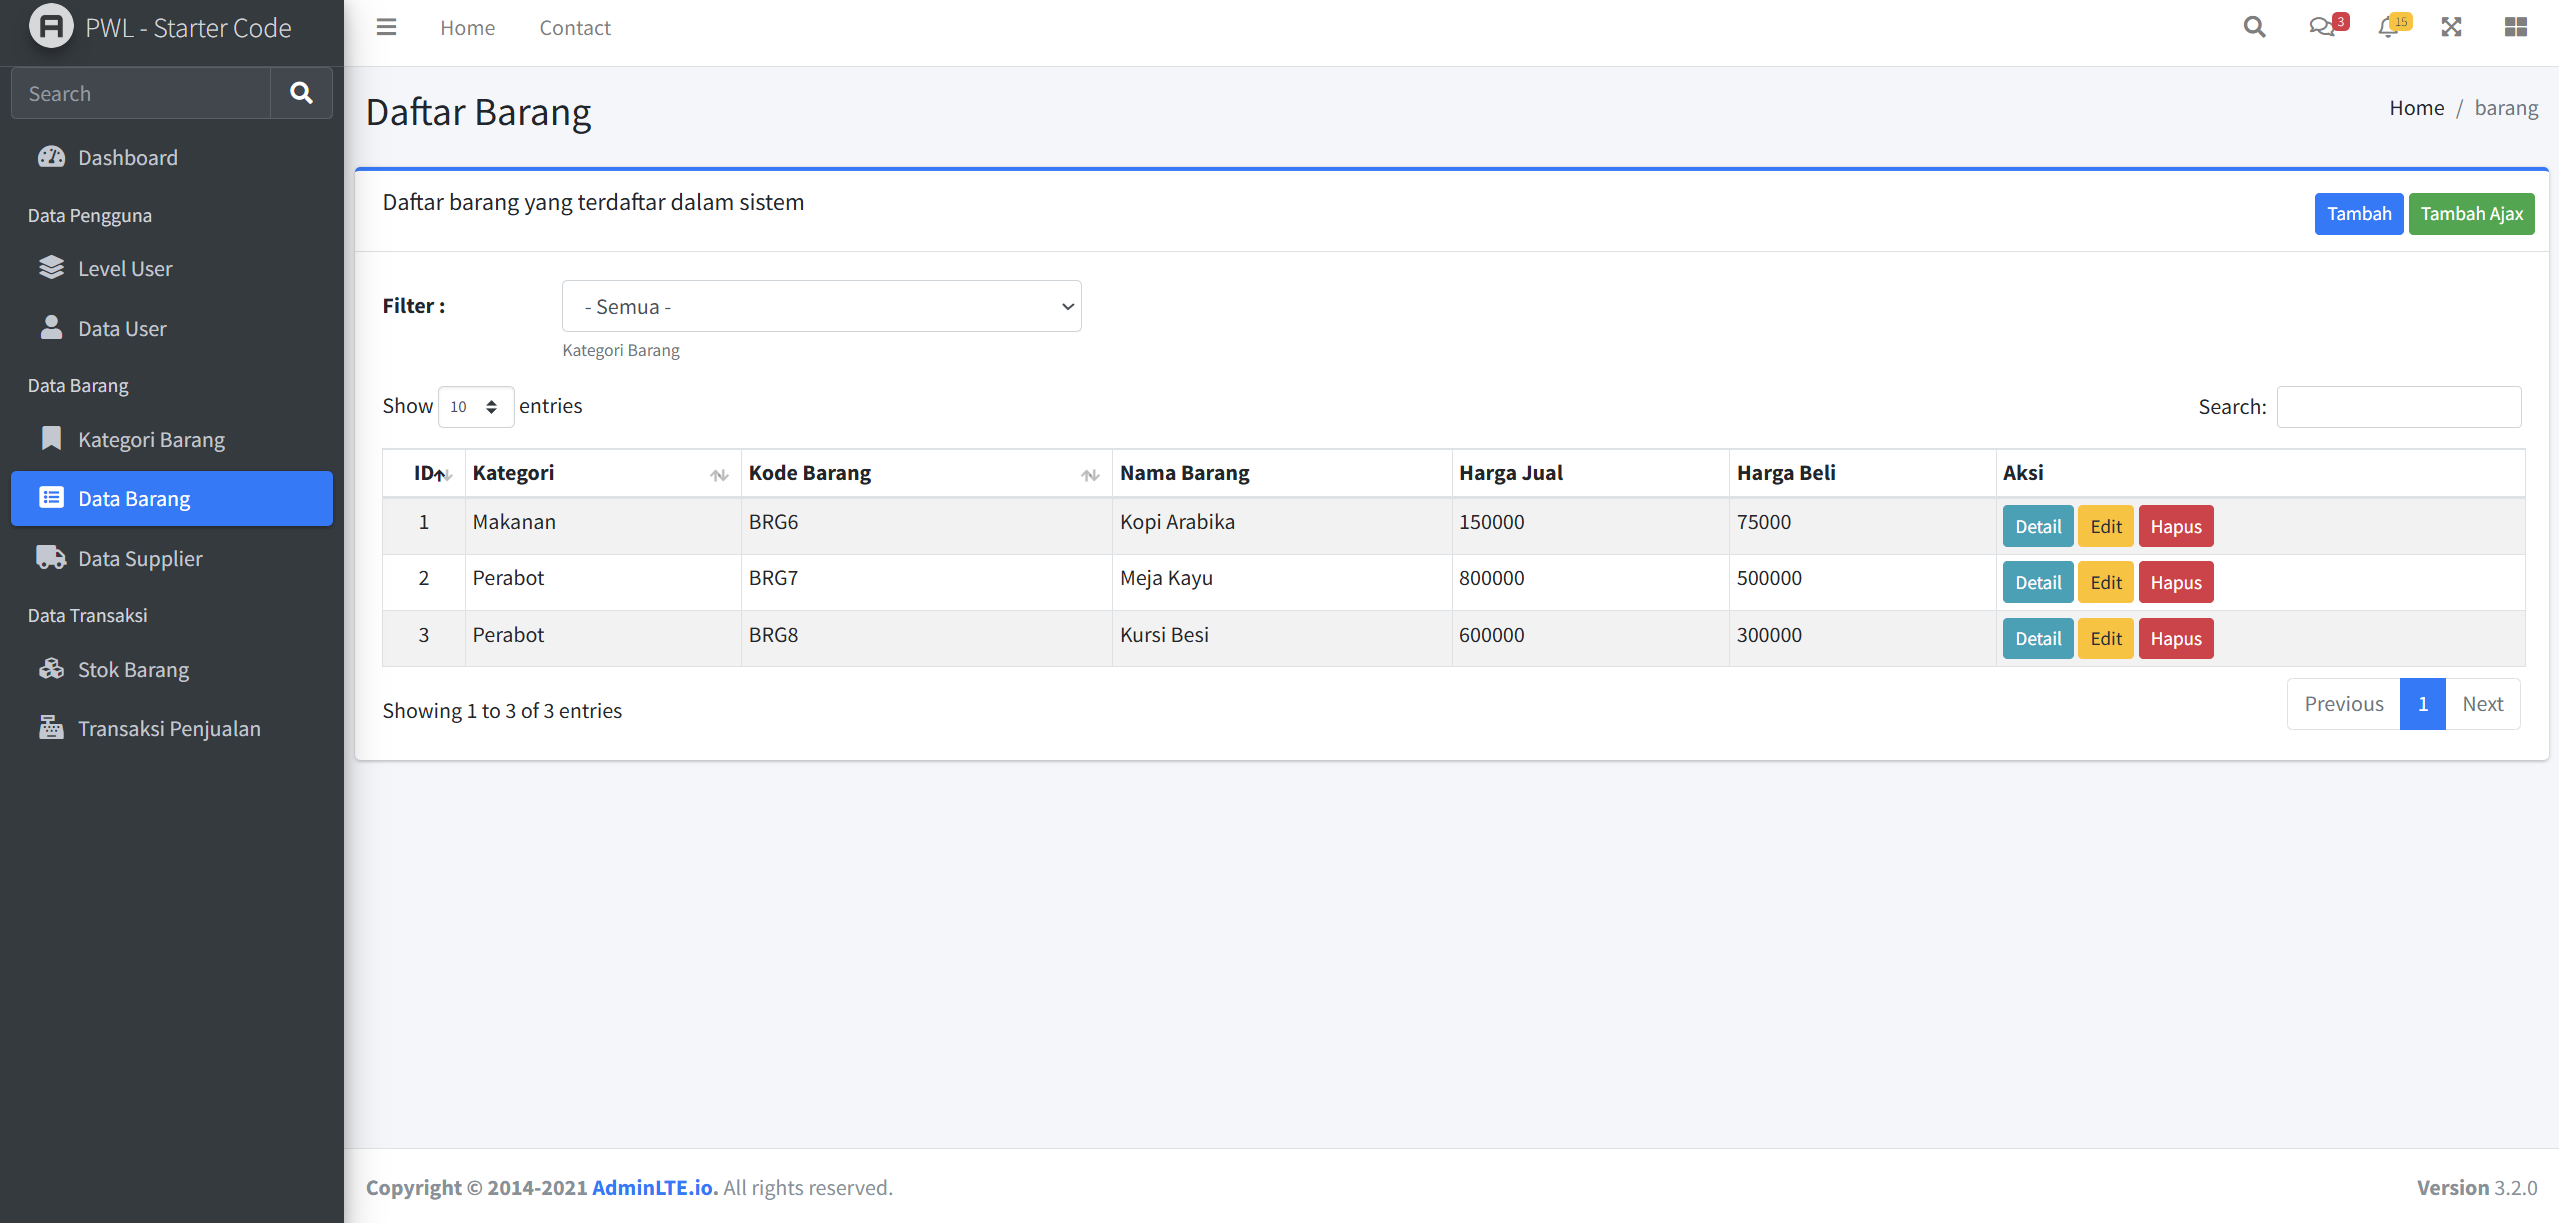 PWL - Starter Code
Home Contact
3 15
Search
Dashboard
Data Pengguna
Level User
Data User
Data Barang
Kategori Barang
Data Barang
Data Supplier
Data Transaksi
Stok Barang
Transaksi Penjualan
Daftar Barang
Home / barang
Daftar barang yang terdaftar dalam sistem
Tambah Tambah Ajax
Filter : - Semua -
Kategori Barang
Show 10 entries Search:
ID Kategori Kode Barang Nama Barang Harga Jual Harga Beli Aksi
1 Makanan BRG6 Kopi Arabika 150000 75000 Detail Edit Hapus
2 Perabot BRG7 Meja Kayu 800000 500000 Detail Edit Hapus
3 Perabot BRG8 Kursi Besi 600000 300000 Detail Edit Hapus
Showing 1 to 3 of 3 entries Previous 1 Next
Copyright © 2014-2021 AdminLTE.io. All rights reserved. Version 3.2.0